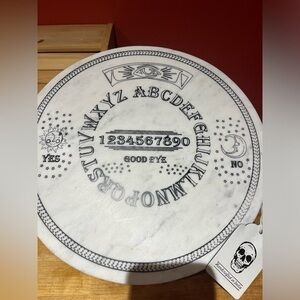 ABCDEFGHIJKLMNOPQRSTUVWXYZ
1234567890
YES
NO
GOOD BYE